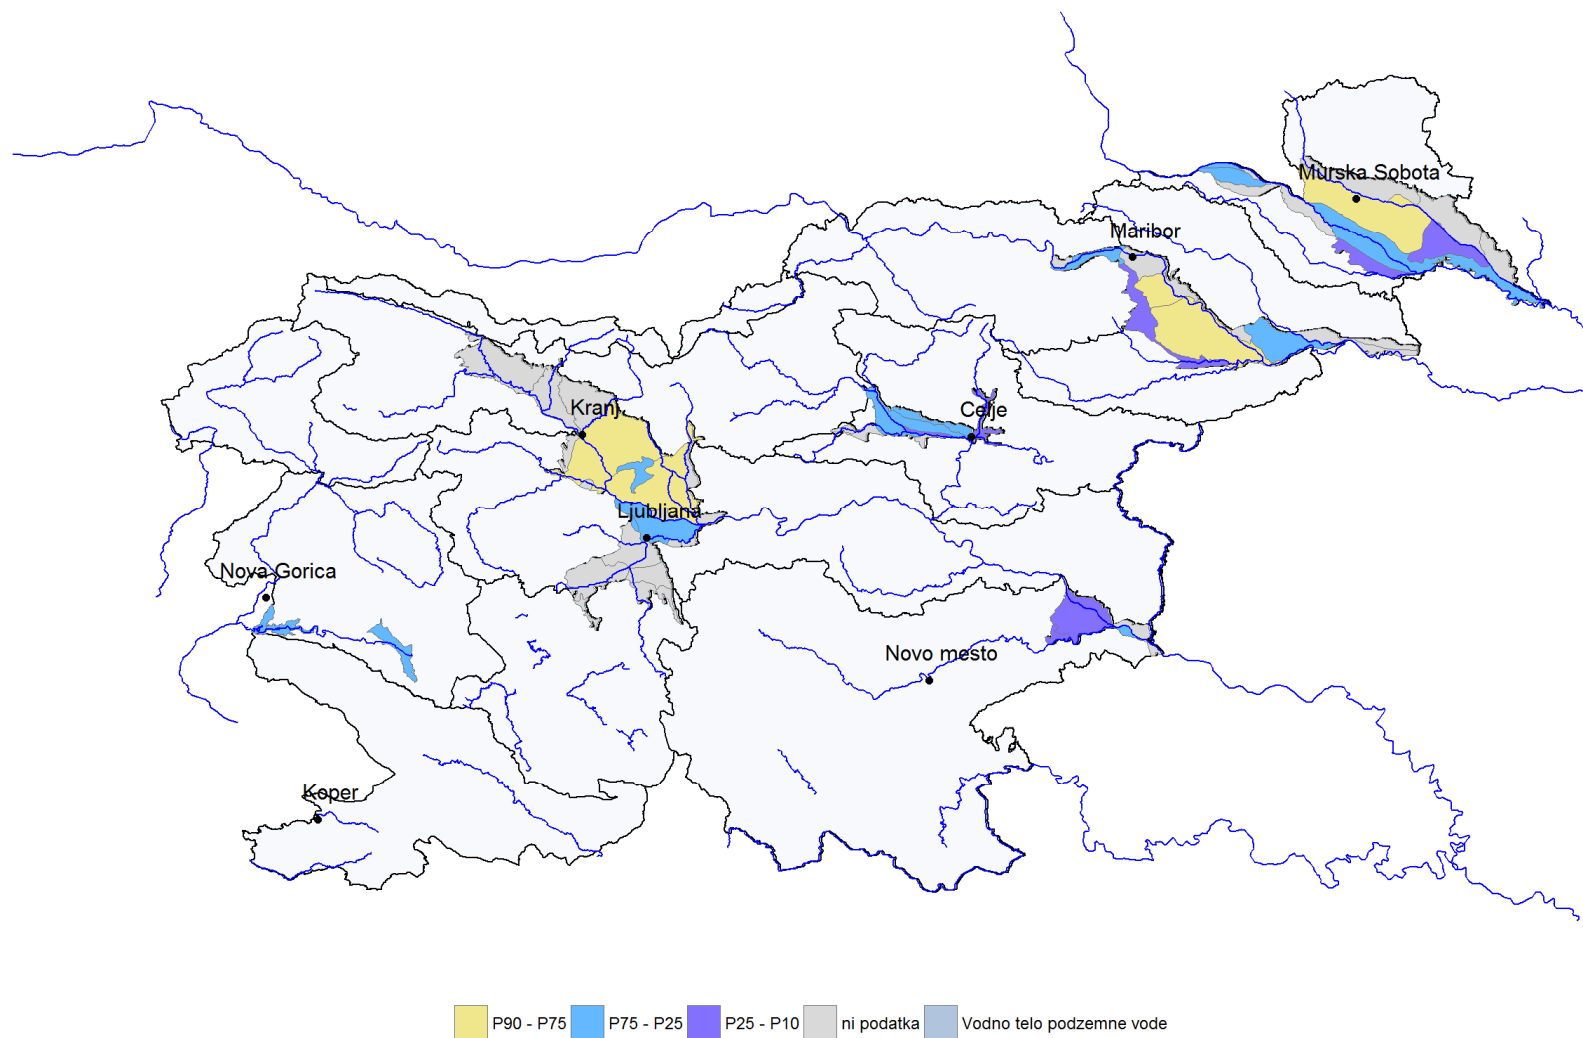 Murska Sobota
Maribor
Kranj
Celje
Ljubljana
Nova Gorica
Novo mesto
Koper
P90 - P75
P75 - P25
P25 - P10
ni podatka
Vodno telo podzemne vode